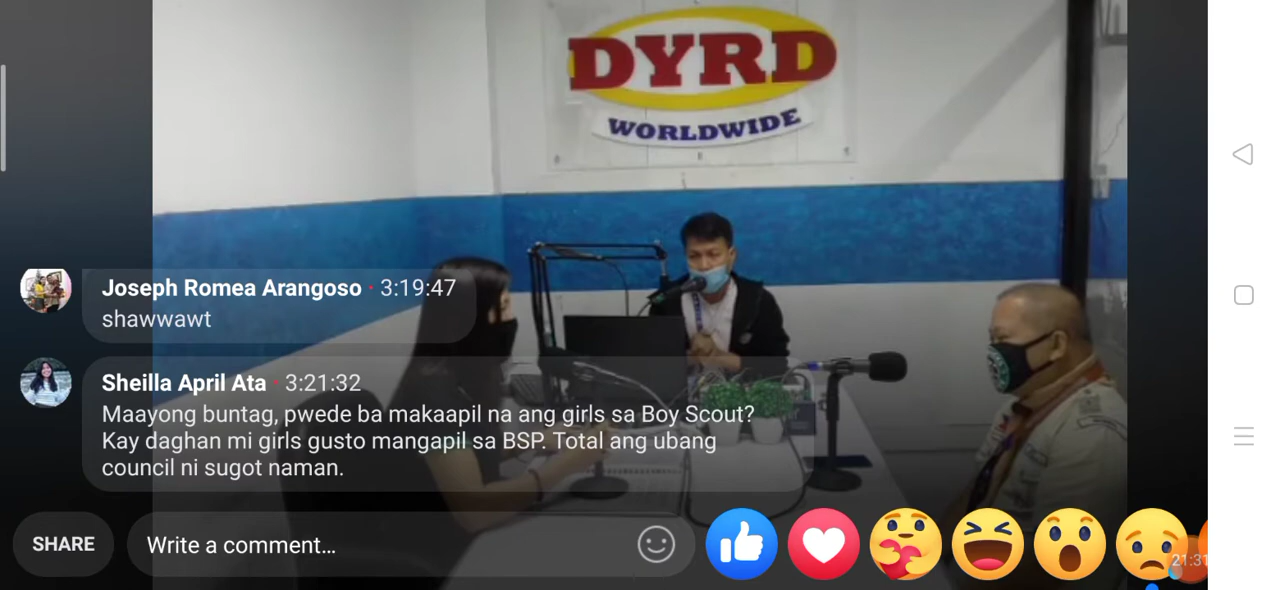 DYRD
WORLDWIDE
Joseph Romea Arangoso · 3:19:47
shawwawt
Sheilla April Ata · 3:21:32
Maayong buntag, pwede ba makaapil na ang girls sa Boy Scout?
Kay daghan mi girls gusto mangapil sa BSP. Total ang ubang
council ni sugot naman.
SHARE
Write a comment...
21:31